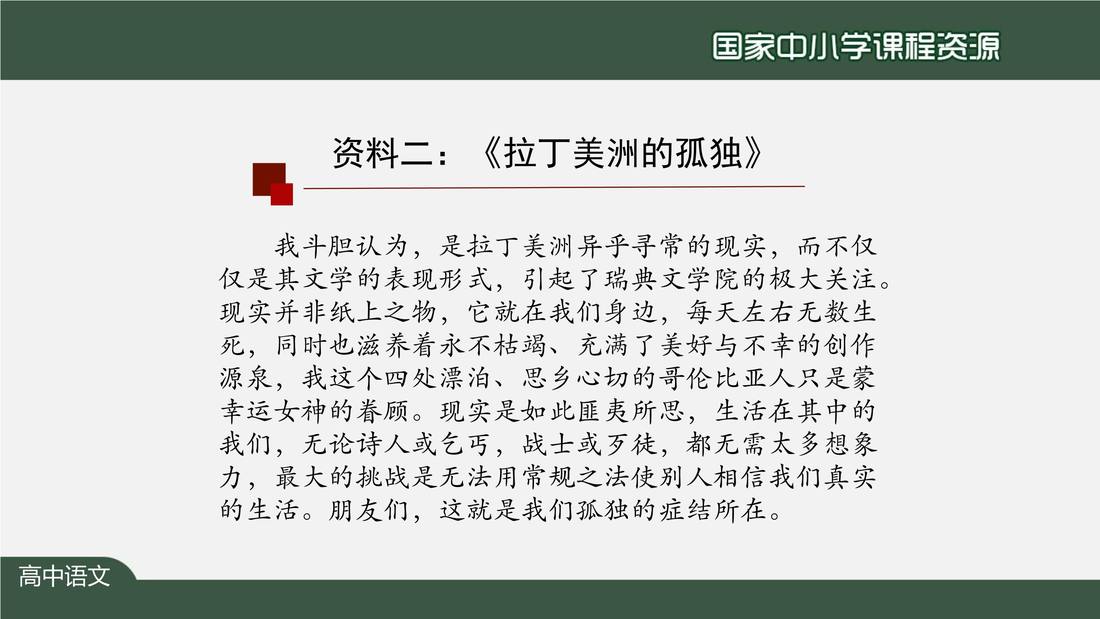 国家中小学课程资源
资料二：《拉丁美洲的孤独》
我斗胆认为，是拉丁美洲异乎寻常的现实，而不仅
仅是其文学的表现形式，引起了瑞典文学院的极大关注。
现实并非纸上之物，它就在我们身边，每天左右无数生
死，同时也滋养着永不枯竭、充满了美好与不幸的创作
源泉，我这个四处漂泊、思乡心切的哥伦比亚人只是蒙
幸运女神的眷顾。现实是如此匪夷所思，生活在其中的
我们，无论诗人或乞丐，战士或歹徒，都无需太多想象
力，最大的挑战是无法用常规之法使别人相信我们真实
的生活。朋友们，这就是我们孤独的症结所在。
高中语文